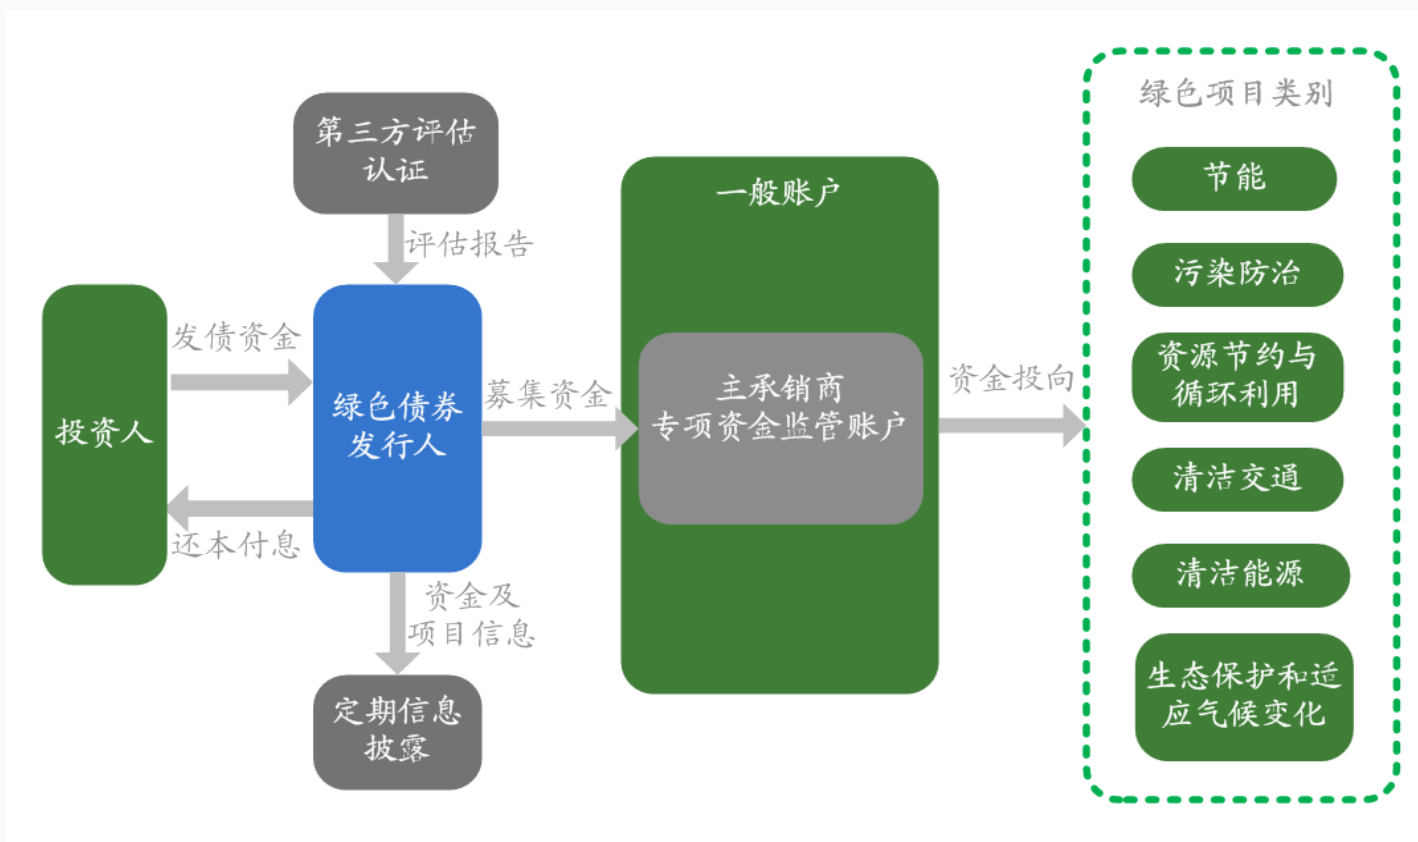 第三方评估
认证
评估报告
投资人
发债资金
还本付息
绿色债券
发行人
资金及
项目信息
定期信息
披露
募集资金
一般账户
主承销商
专项资金监管账户
资金投向
绿色项目类别
节能
污染防治
资源节约与
循环利用
清洁交通
清洁能源
生态保护和适
应气候变化